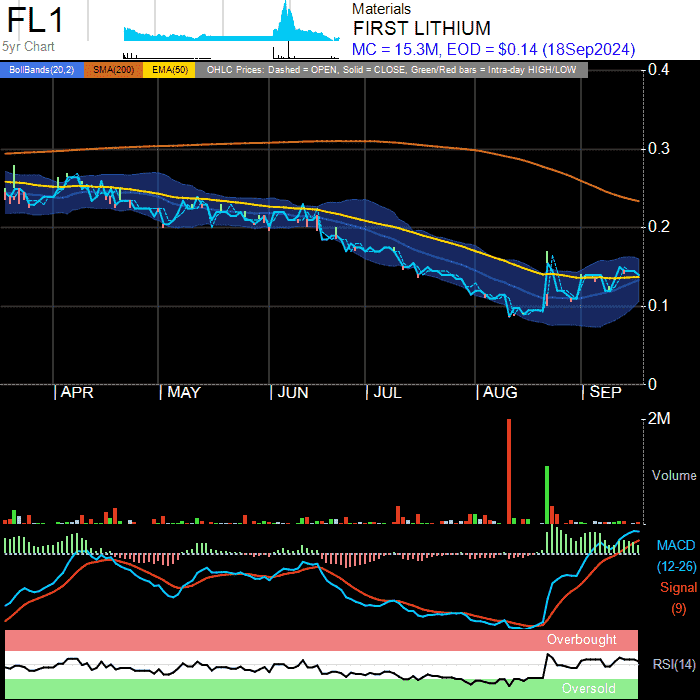 FL1
5yr Chart
Materials
FIRST LITHIUM
MC = 15.3M, EOD = $0.14 (18Sep2024)
BollBands(20,2) SMA(200) EMA(50) OHLC Prices: Dashed = OPEN, Solid = CLOSE, Green/Red bars = Intra-day HIGH/LOW
0.4
0.3
0.2
0.1
0
APR MAY JUN JUL AUG SEP
2M
Volume
MACD
(12-26)
Signal
(9)
Overbought
RSI(14)
Oversold